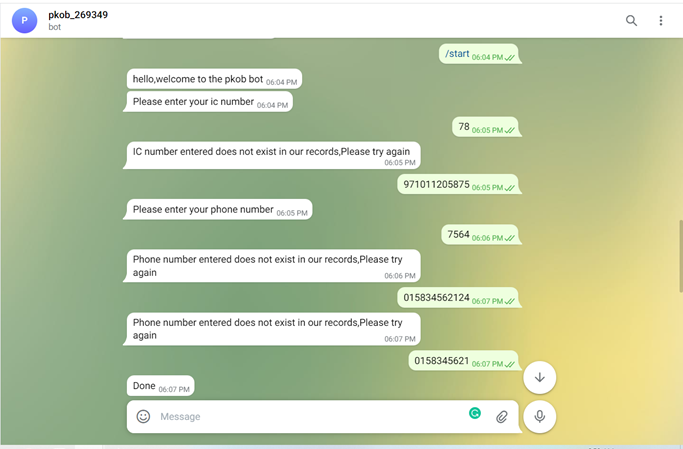 P
pkob_269349
bot
/start 06:04 PM
hello,welcome to the pkob bot 06:04 PM
Please enter your ic number 06:04 PM
78 06:05 PM
IC number entered does not exist in our records,Please try again
06:05 PM
971011205875 06:05 PM
Please enter your phone number 06:05 PM
7564 06:06 PM
Phone number entered does not exist in our records,Please try
again 06:06 PM
015834562124 06:07 PM
Phone number entered does not exist in our records,Please try
again 06:07 PM
0158345621 06:07 PM
Done 06:07 PM
Message